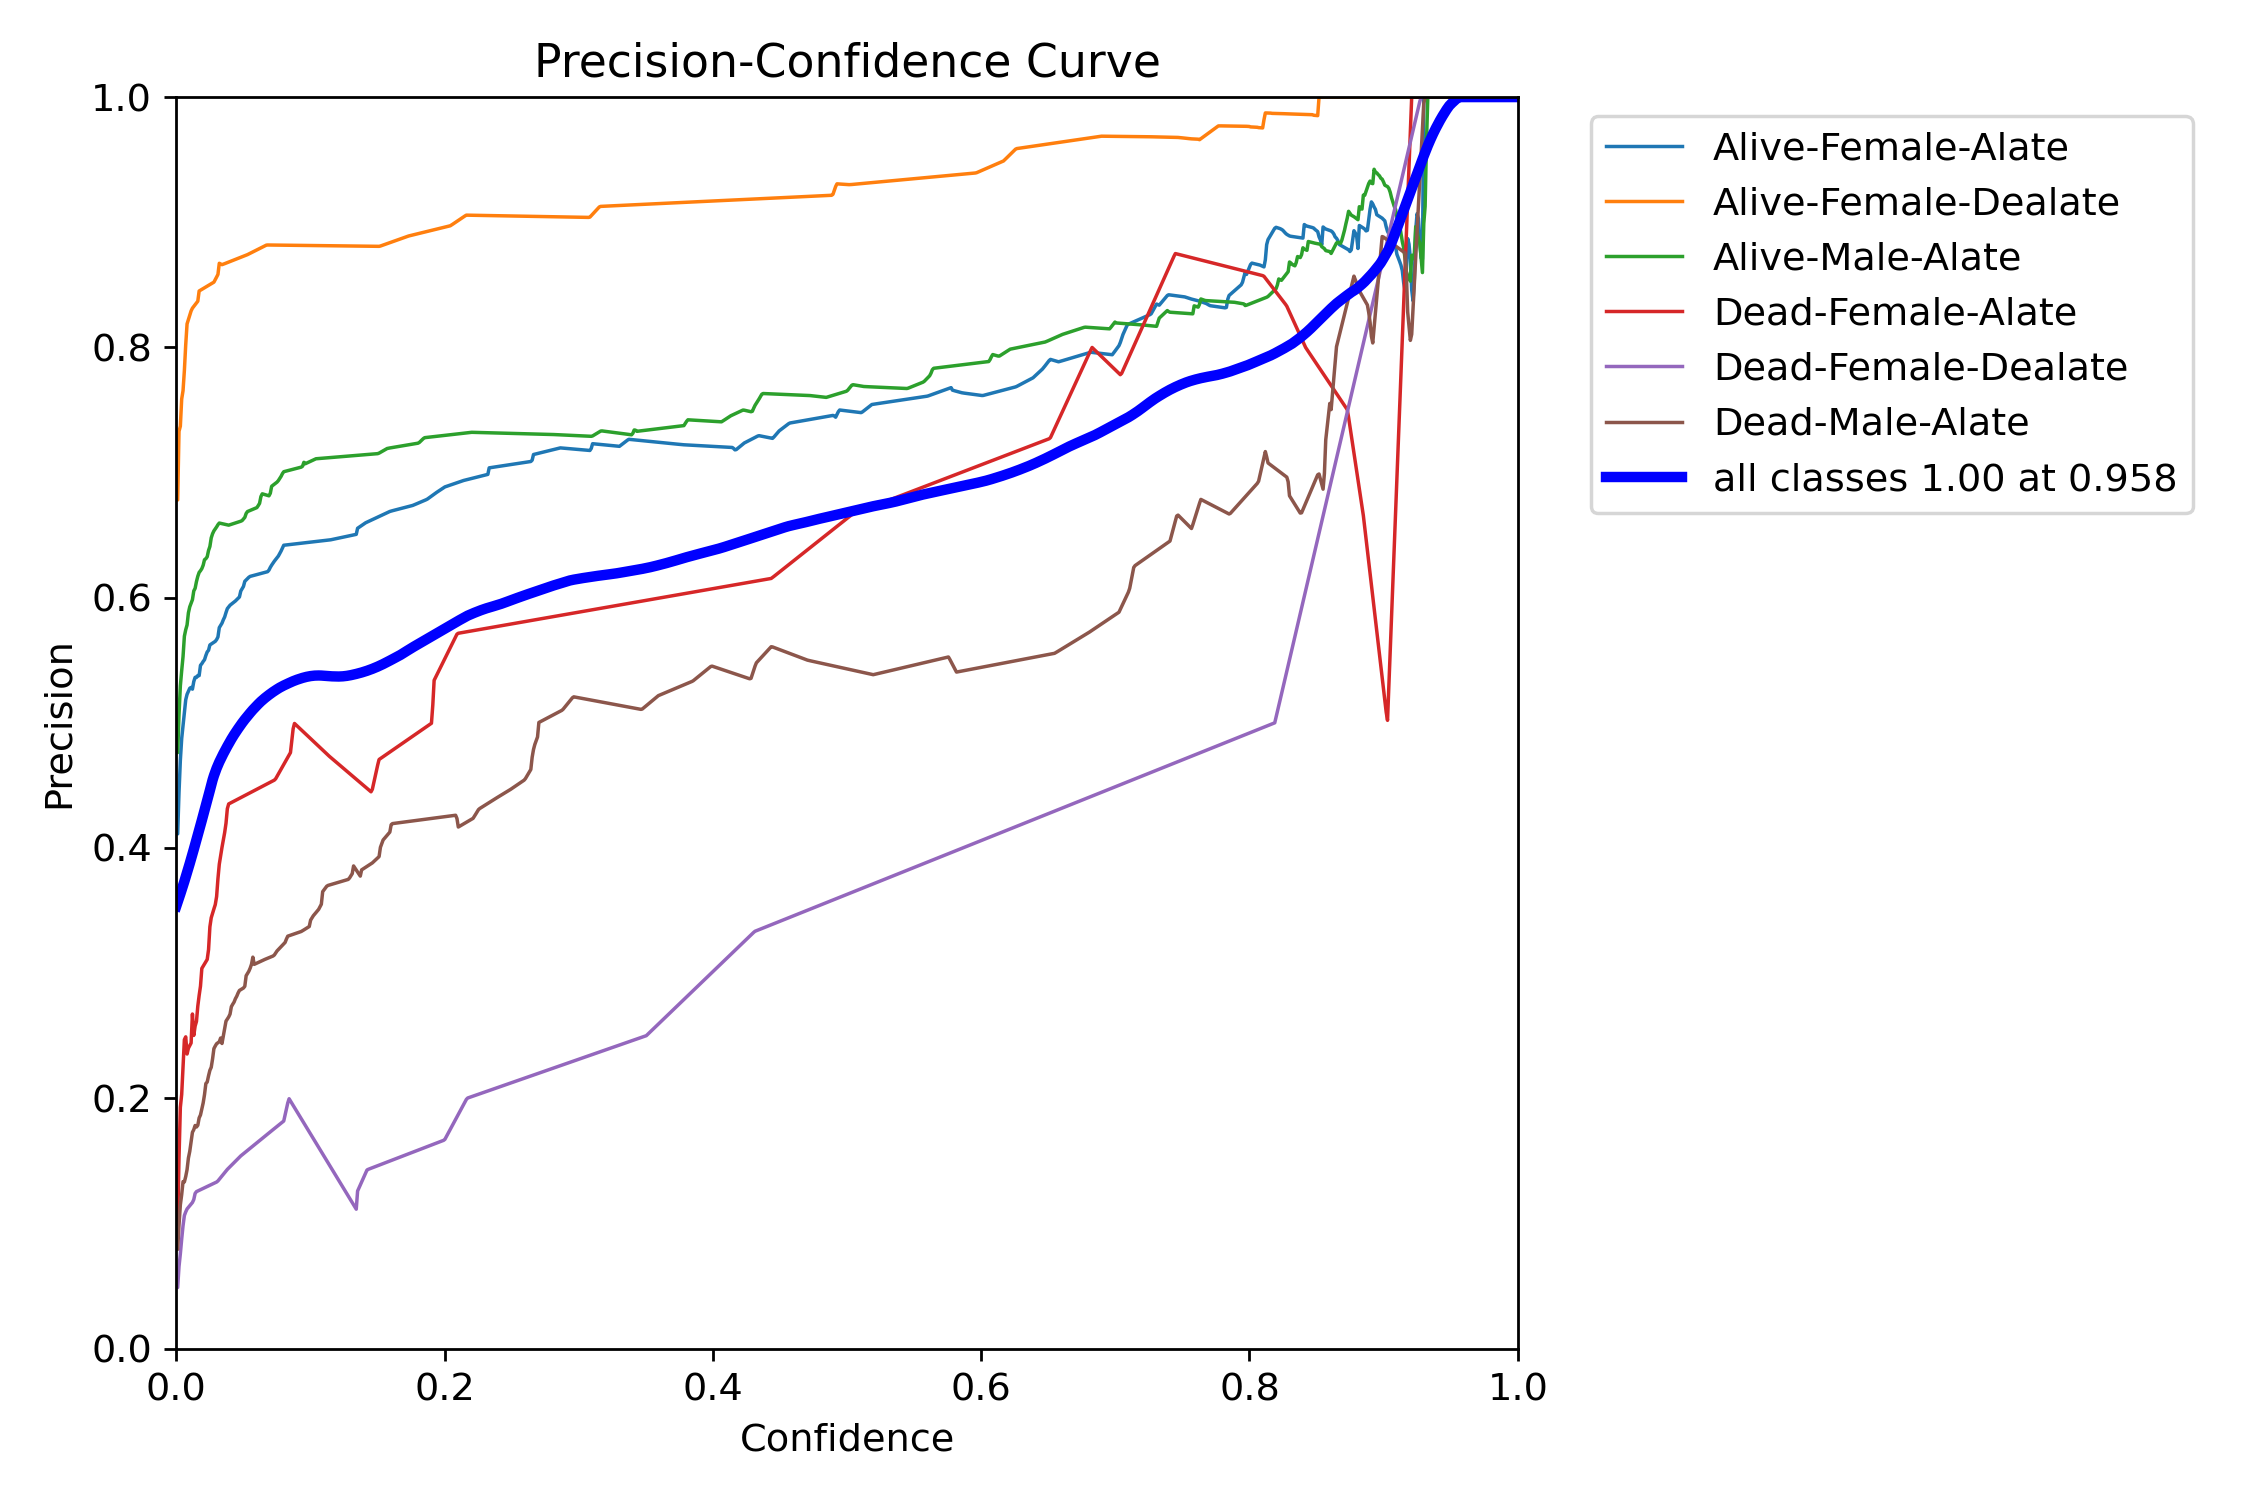 Precision-Confidence Curve
1.0
0.8
0.6
0.4
0.2
0.0
Precision
0.0 0.2 0.4 0.6 0.8 1.0
Confidence
Alive-Female-Alate
Alive-Female-Dealate
Alive-Male-Alate
Dead-Female-Alate
Dead-Female-Dealate
Dead-Male-Alate
all classes 1.00 at 0.958